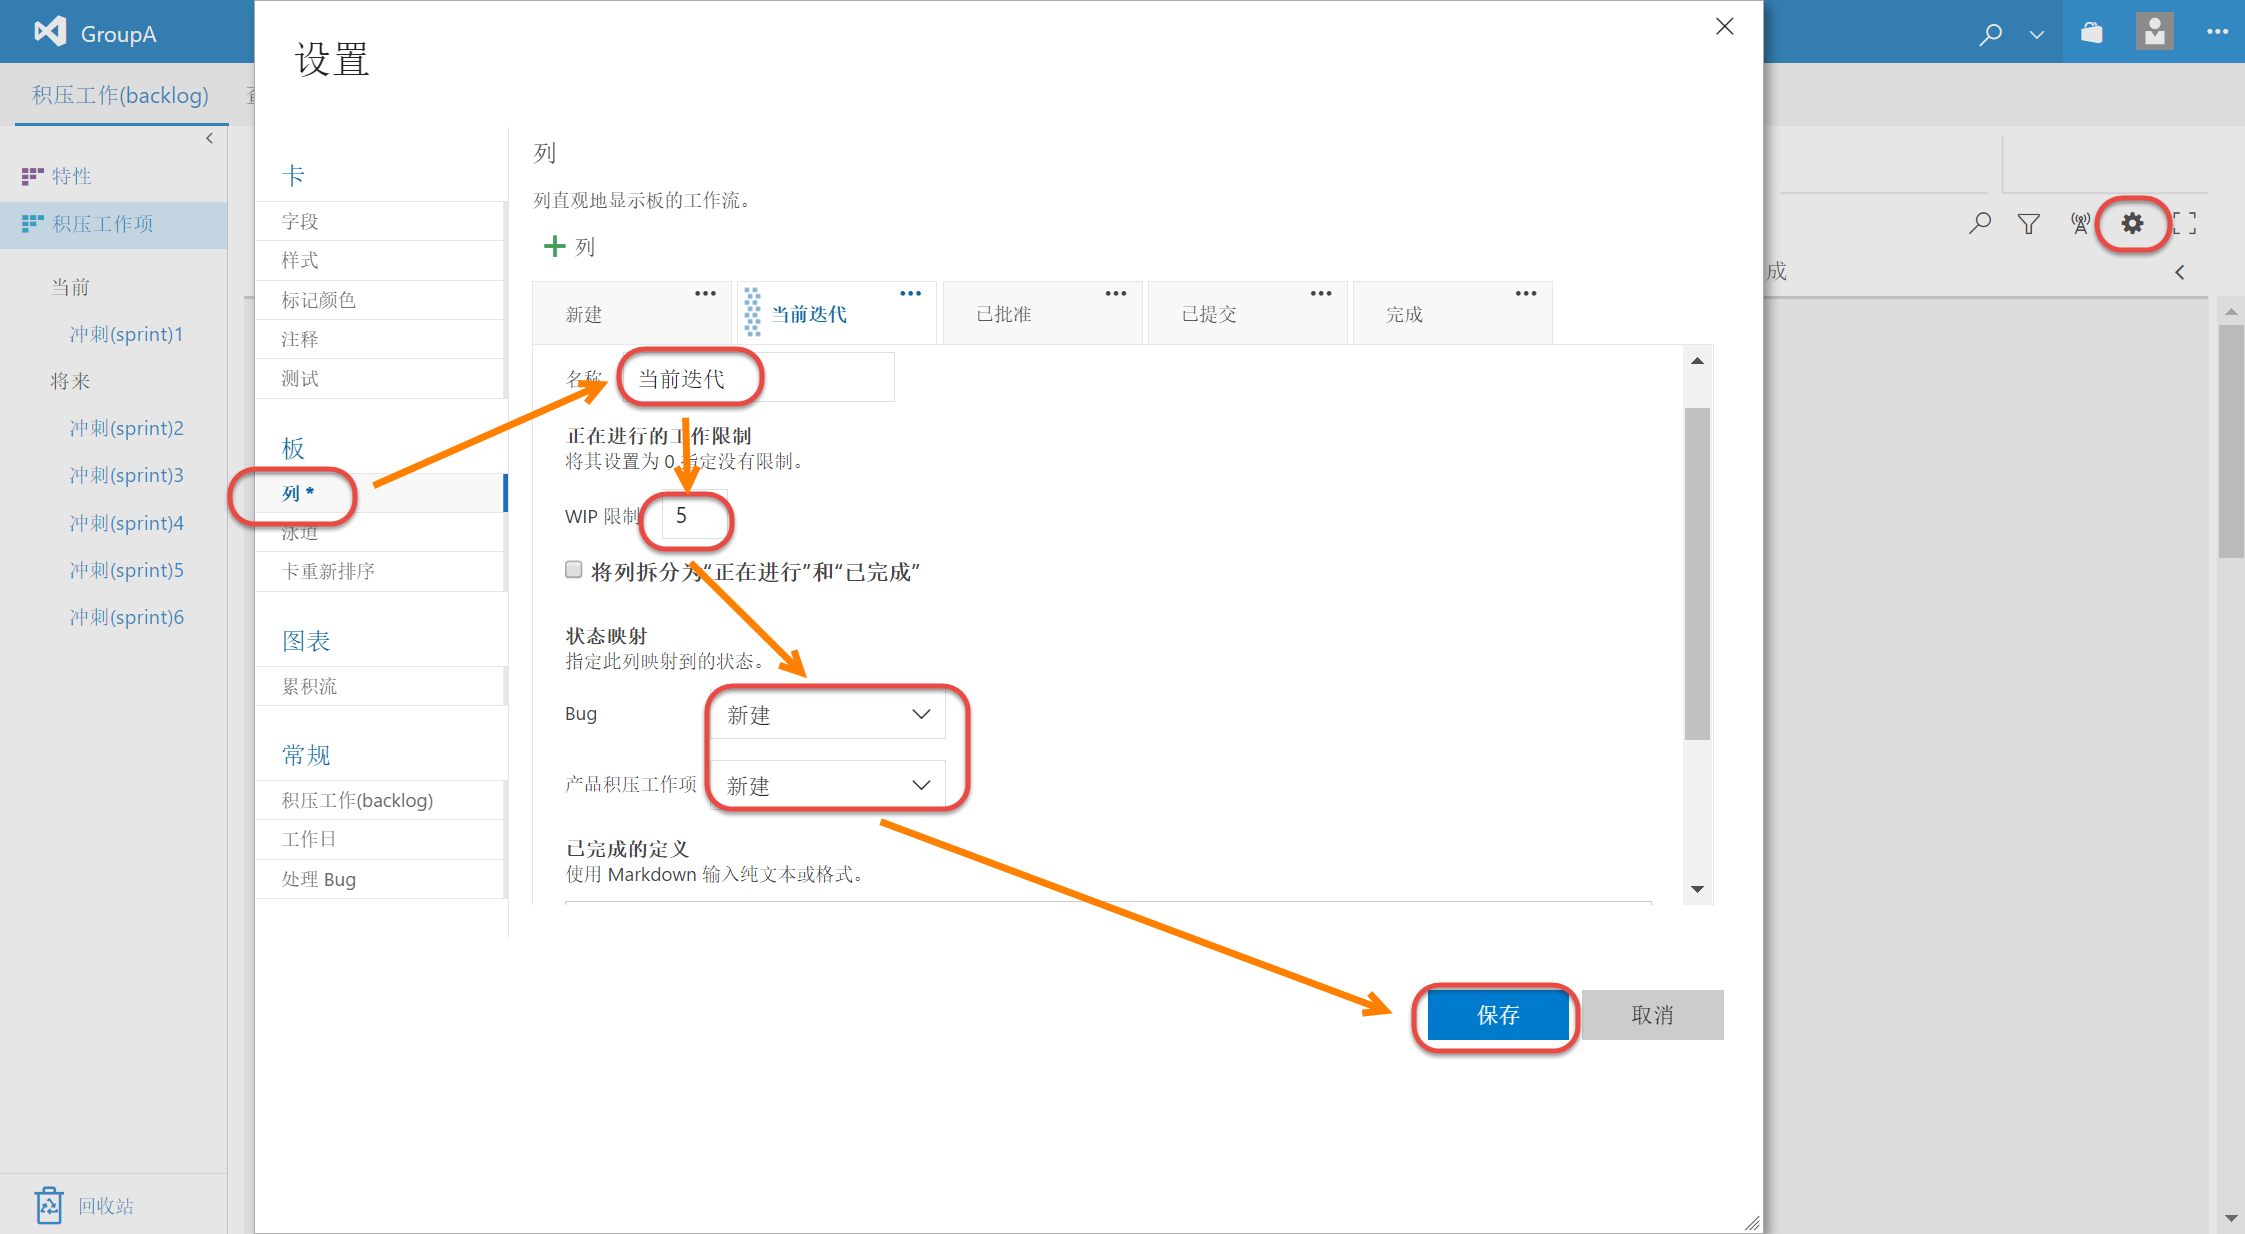 GroupA
积压工作(backlog)
特性
积压工作项
当前
冲刺(sprint)1
将来
冲刺(sprint)2
冲刺(sprint)3
冲刺(sprint)4
冲刺(sprint)5
冲刺(sprint)6
回收站
设置
卡
字段
样式
标记颜色
注释
测试
板
列 *
泳道
卡重新排序
图表
累积流
常规
积压工作(backlog)
工作日
处理 Bug
列
列直观地显示板的工作流。
列
新建
当前迭代
已批准
已提交
完成
名称
当前迭代
正在进行的工作限制
将其设置为 0 指定没有限制。
WIP 限制
5
将列拆分为“正在进行”和“已完成”
状态映射
指定此列映射到的状态。
Bug
新建
产品积压工作项
新建
已完成的定义
使用 Markdown 输入纯文本或格式。
保存
取消
成